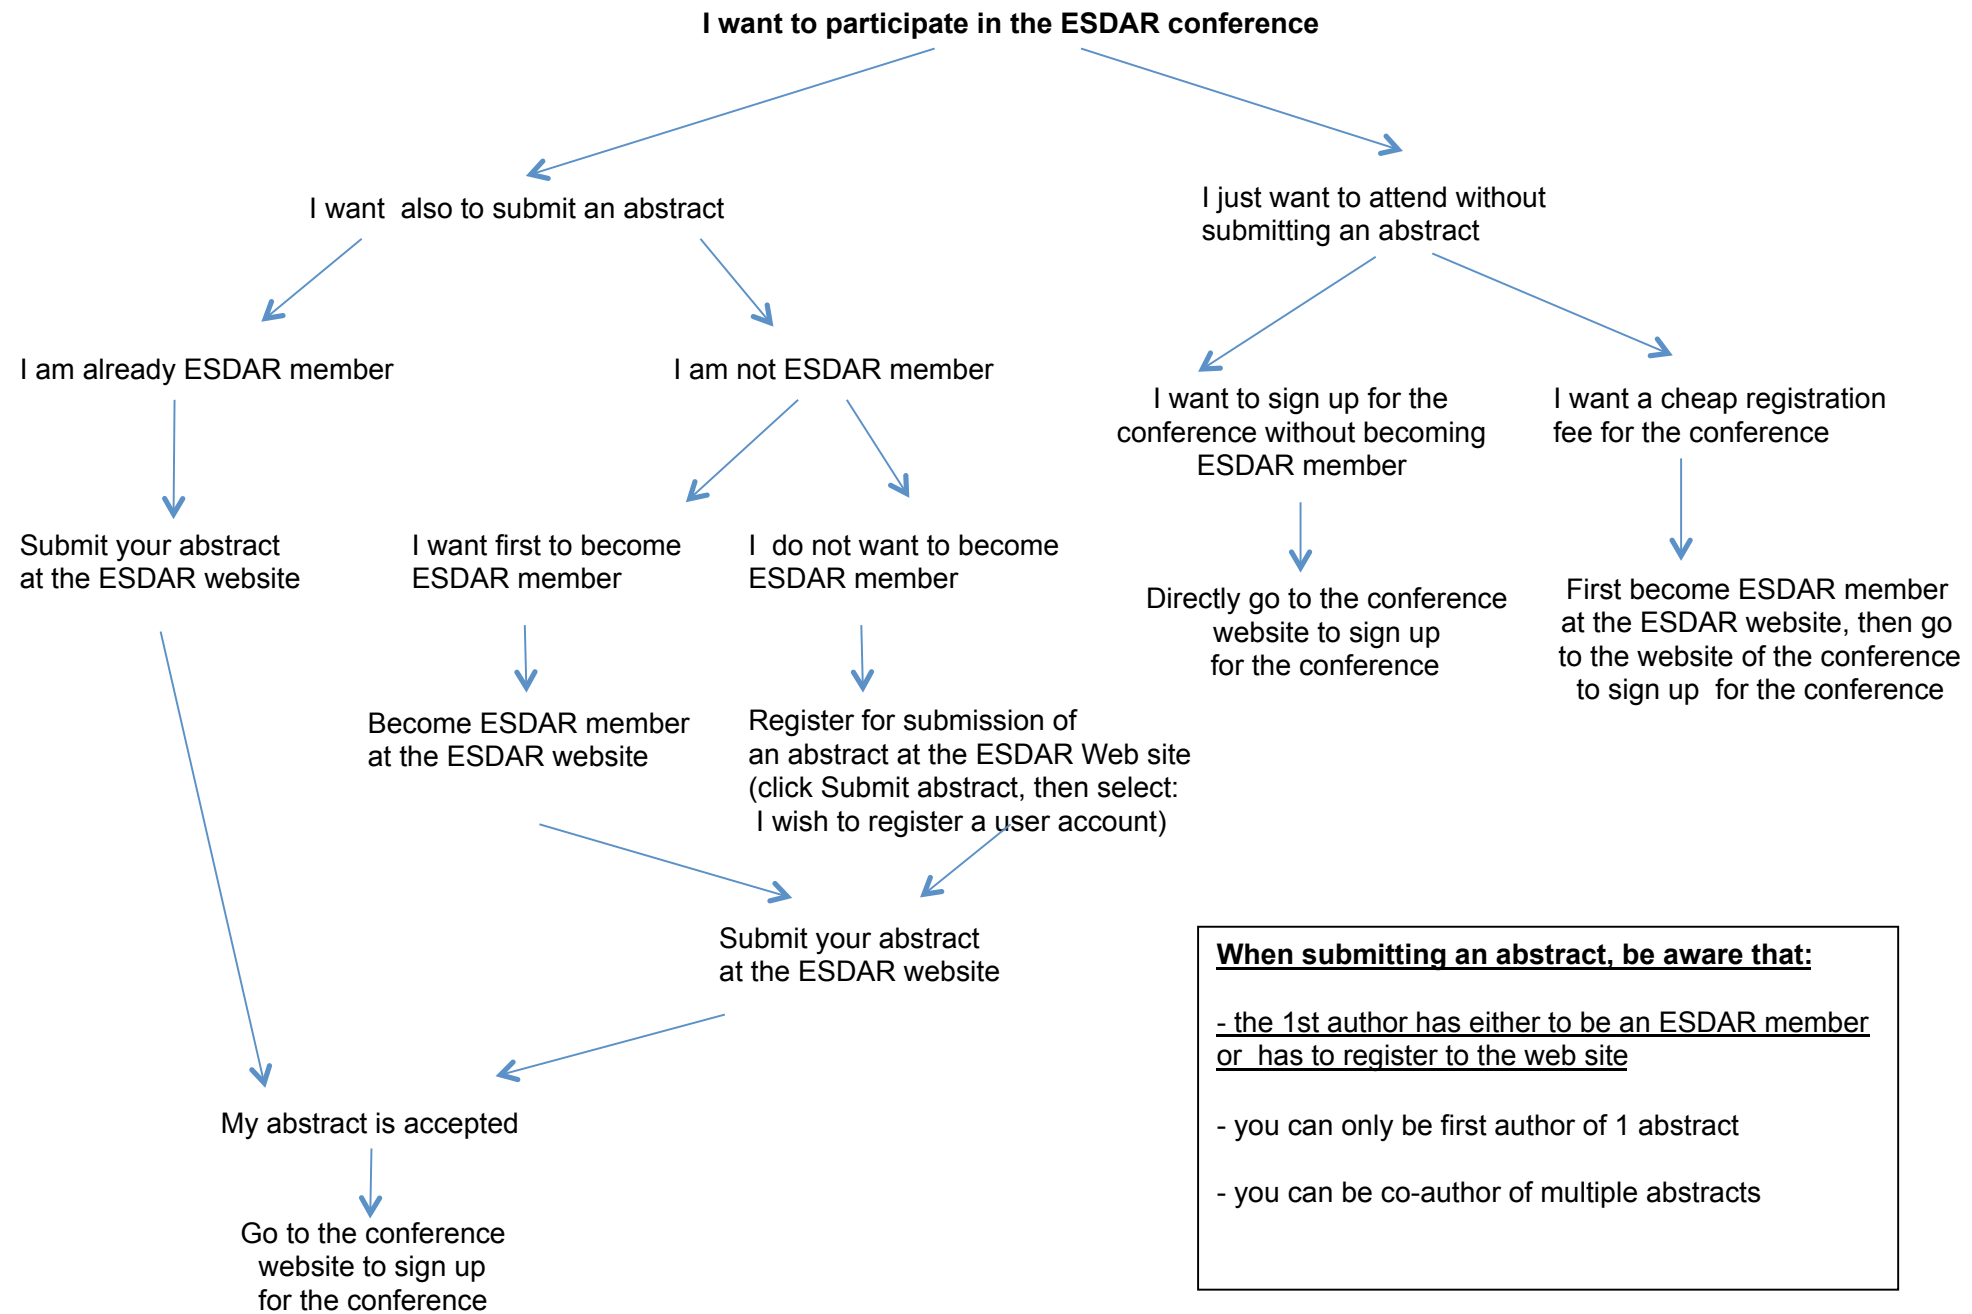 I want to participate in the ESDAR conference
I want  also to submit an abstract
I just want to attend without
submitting an abstract
I am already ESDAR member
I am not ESDAR member
I want to sign up for the
conference without becoming
ESDAR member
I want a cheap registration
fee for the conference
Submit your abstract
at the ESDAR website
I want first to become
ESDAR member
I  do not want to become
ESDAR member
Directly go to the conference
website to sign up
for the conference
First become ESDAR member
at the ESDAR website, then go
to the website of the conference
to sign up  for the conference
Become ESDAR member
at the ESDAR website
Register for submission of
an abstract at the ESDAR Web site
(click Submit abstract, then select:
I wish to register a user account)
Submit your abstract
at the ESDAR website
My abstract is accepted
Go to the conference
website to sign up
for the conference
When submitting an abstract, be aware that:
- the 1st author has either to be an ESDAR member
or  has to register to the web site
- you can only be first author of 1 abstract
- you can be co-author of multiple abstracts